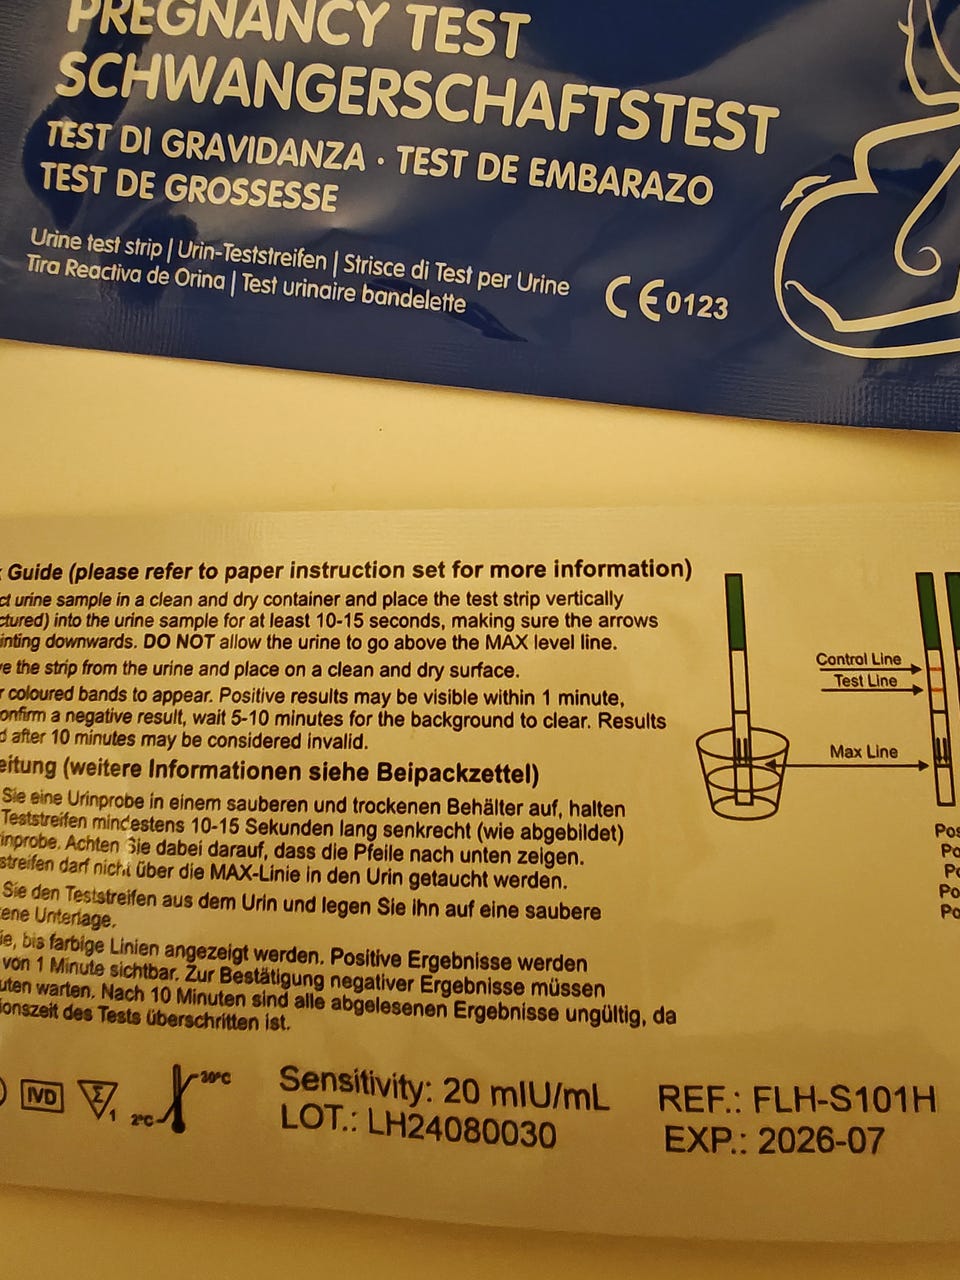 PREGNANCY TEST
SCHWANGERSCHAFTSTEST
TEST DI GRAVIDANZA · TEST DE EMBARAZO
TEST DE GROSSESSE
Urine test strip | Urin-Teststreifen | Strisce di Test per Urine
Tira Reactiva de Orina | Test urinaire bandelette
CE0123
Guide (please refer to paper instruction set for more information)
urine sample in a clean and dry container and place the test strip vertically
into the urine sample for at least 10-15 seconds, making sure the arrows
downwards. DO NOT allow the urine to go above the MAX level line.
the strip from the urine and place on a clean and dry surface.
coloured bands to appear. Positive results may be visible within 1 minute,
a negative result, wait 5-10 minutes for the background to clear. Results
after 10 minutes may be considered invalid.
(weitere Informationen siehe Beipackzettel)
Sie eine Urinprobe in einem sauberen und trockenen Behälter auf, halten
Teststreifen mindestens 10-15 Sekunden lang senkrecht (wie abgebildet)
Achten Sie dabei darauf, dass die Pfeile nach unten zeigen.
darf nicht über die MAX-Linie in den Urin getaucht werden.
Sie den Teststreifen aus dem Urin und legen Sie ihn auf eine saubere
Unterlage.
bis farbige Linien angezeigt werden. Positive Ergebnisse werden
von 1 Minute sichtbar. Zur Bestätigung negativer Ergebnisse müssen
warten. Nach 10 Minuten sind alle abgelesenen Ergebnisse ungültig, da
des Tests überschritten ist.
Control Line
Test Line
Max Line
IVD
Σ
1
2°C
30°C
Sensitivity: 20 mIU/mL
LOT.: LH24080030
REF.: FLH-S101H
EXP.: 2026-07